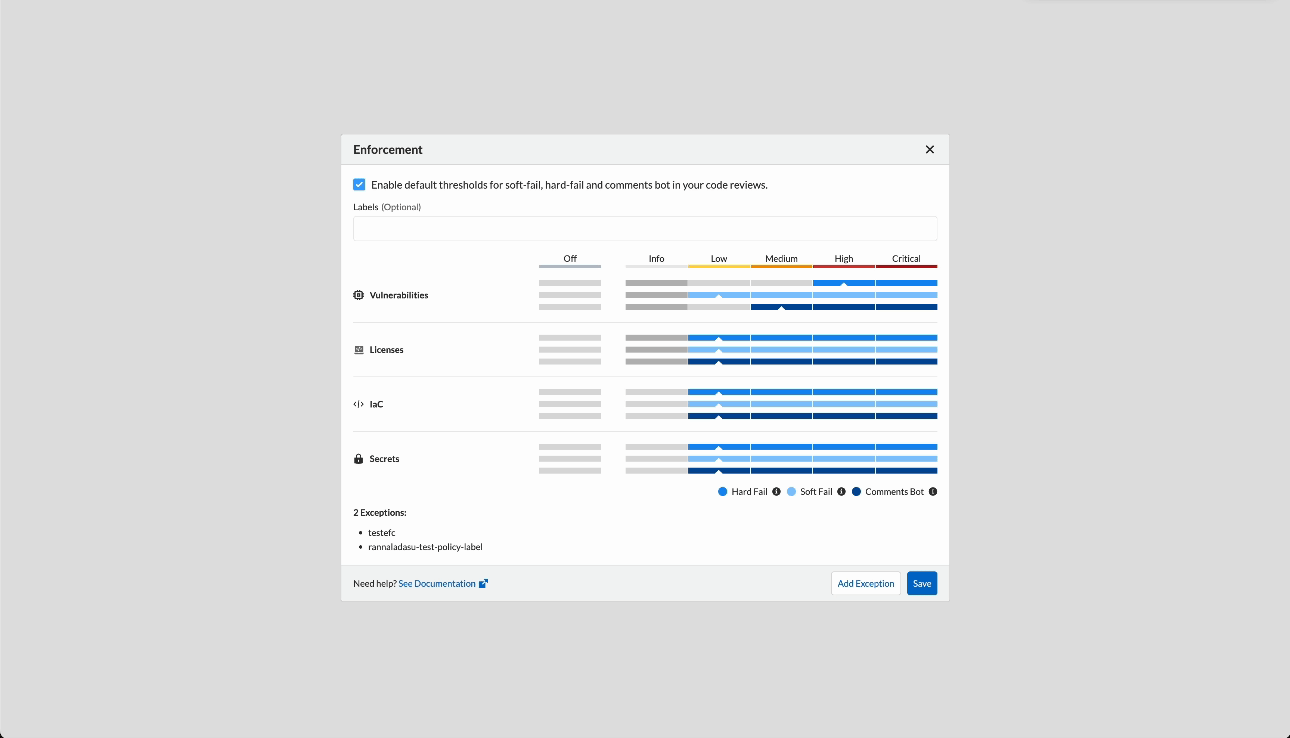 Enforcement
Enable default thresholds for soft-fail, hard-fail and comments bot in your code reviews.
Labels (Optional)
Off Info Low Medium High Critical
Vulnerabilities
Licenses
IaC
Secrets
Hard Fail Soft Fail Comments Bot
2 Exceptions:
• testefc
• rannaladasu-test-policy-label
Need help? See Documentation Add Exception Save